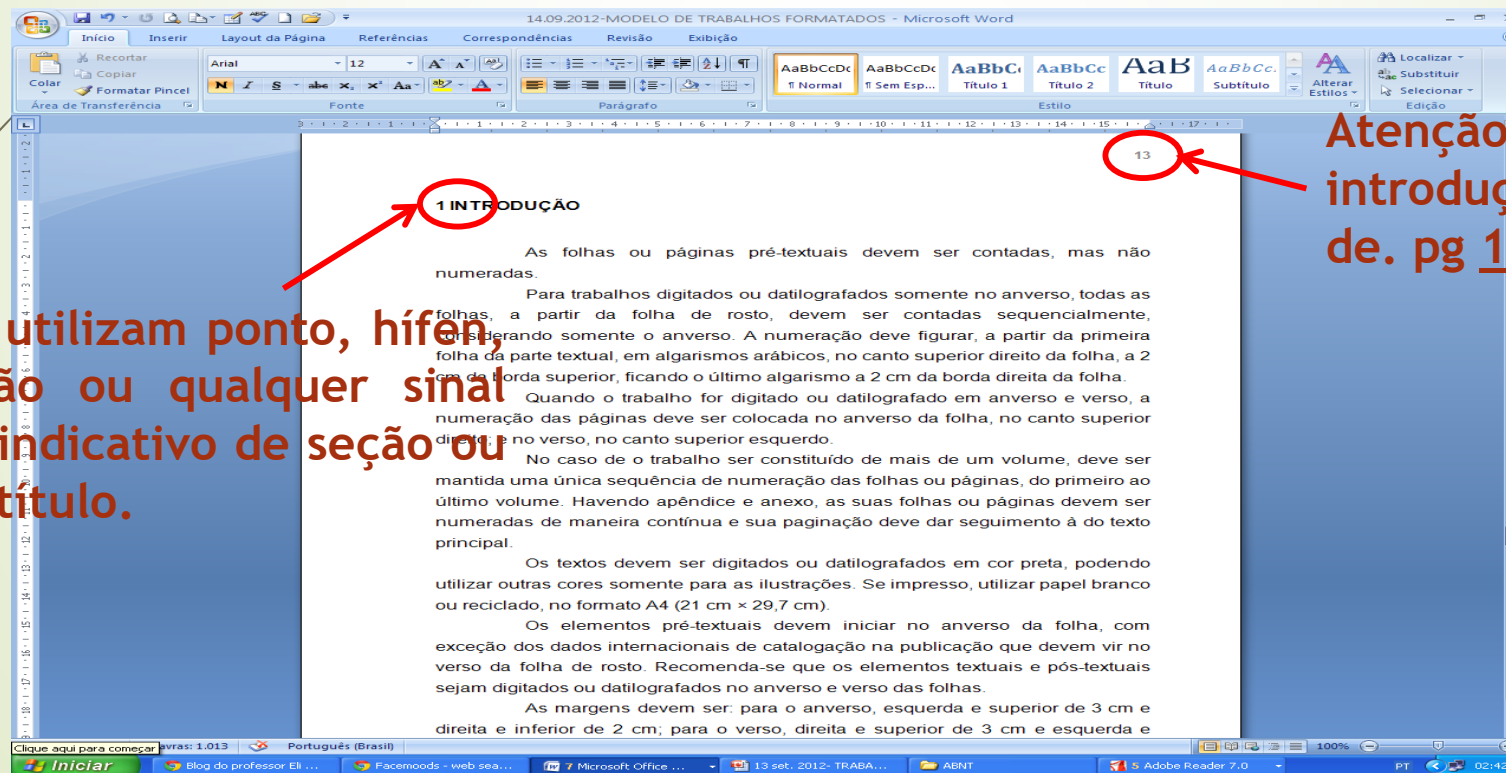 14.09.2012-MODELO DE TRABALHOS FORMATADOS - Microsoft Word
Início Inserir Layout da Página Referências Correspondências Revisão Exibição
Colar
Recortar
Copiar
Formatar Pincel
Área de Transferência
Arial 12
N I S abe x₂ x² Aa
Fonte
Parágrafo
AaBbCcDc AaBbCcDc AaBbC AaBbCc AaB AaBbCc.
¶ Normal ¶ Sem Esp... Título 1 Título 2 Título Subtítulo
Alterar Estilos
Estilo
Localizar
Substituir
Selecionar
Edição
13
Atenção
introduç
de. pg 1
1 INTRODUÇÃO
As folhas ou páginas pré-textuais devem ser contadas, mas não
numeradas.
Para trabalhos digitados ou datilografados somente no anverso, todas as
folhas, a partir da folha de rosto, devem ser contadas sequencialmente,
considerando somente o anverso. A numeração deve figurar, a partir da primeira
folha da parte textual, em algarismos arábicos, no canto superior direito da folha, a 2
cm da borda superior, ficando o último algarismo a 2 cm da borda direita da folha.
Quando o trabalho for digitado ou datilografado em anverso e verso, a
numeração das páginas deve ser colocada no anverso da folha, no canto superior
direito; e no verso, no canto superior esquerdo.
No caso de o trabalho ser constituído de mais de um volume, deve ser
mantida uma única sequência de numeração das folhas ou páginas, do primeiro ao
último volume. Havendo apêndice e anexo, as suas folhas ou páginas devem ser
numeradas de maneira contínua e sua paginação deve dar seguimento à do texto
principal.
Os textos devem ser digitados ou datilografados em cor preta, podendo
utilizar outras cores somente para as ilustrações. Se impresso, utilizar papel branco
ou reciclado, no formato A4 (21 cm × 29,7 cm).
Os elementos pré-textuais devem iniciar no anverso da folha, com
exceção dos dados internacionais de catalogação na publicação que devem vir no
verso da folha de rosto. Recomenda-se que os elementos textuais e pós-textuais
sejam digitados ou datilografados no anverso e verso das folhas.
As margens devem ser: para o anverso, esquerda e superior de 3 cm e
direita e inferior de 2 cm; para o verso, direita e superior de 3 cm e esquerda e
utilizam ponto, hífen,
ão ou qualquer sinal
indicativo de seção ou
título.
Clique aqui para começar
avras: 1.013 Português (Brasil) 100%
Iniciar Blog do professor Eli ... Facemoods - web sea... 7 Microsoft Office ... 13 set. 2012- TRABA... ABNT 5 Adobe Reader 7.0 PT 02:42